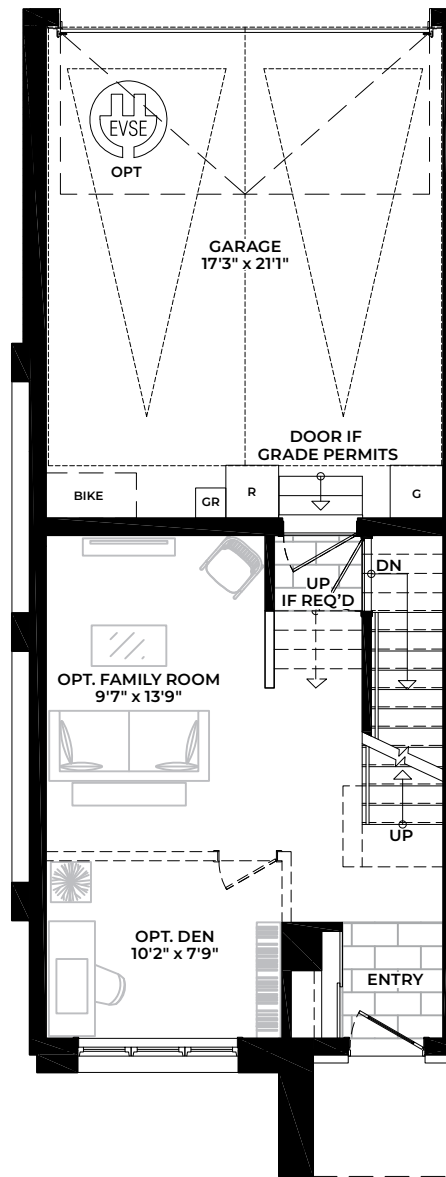 EVSE
OPT
GARAGE
17'3" x 21'1"
DOOR IF
GRADE PERMITS
BIKE
GR
R
G
DN
UP
IF REQ'D
OPT. FAMILY ROOM
9'7" x 13'9"
UP
OPT. DEN
10'2" x 7'9"
ENTRY